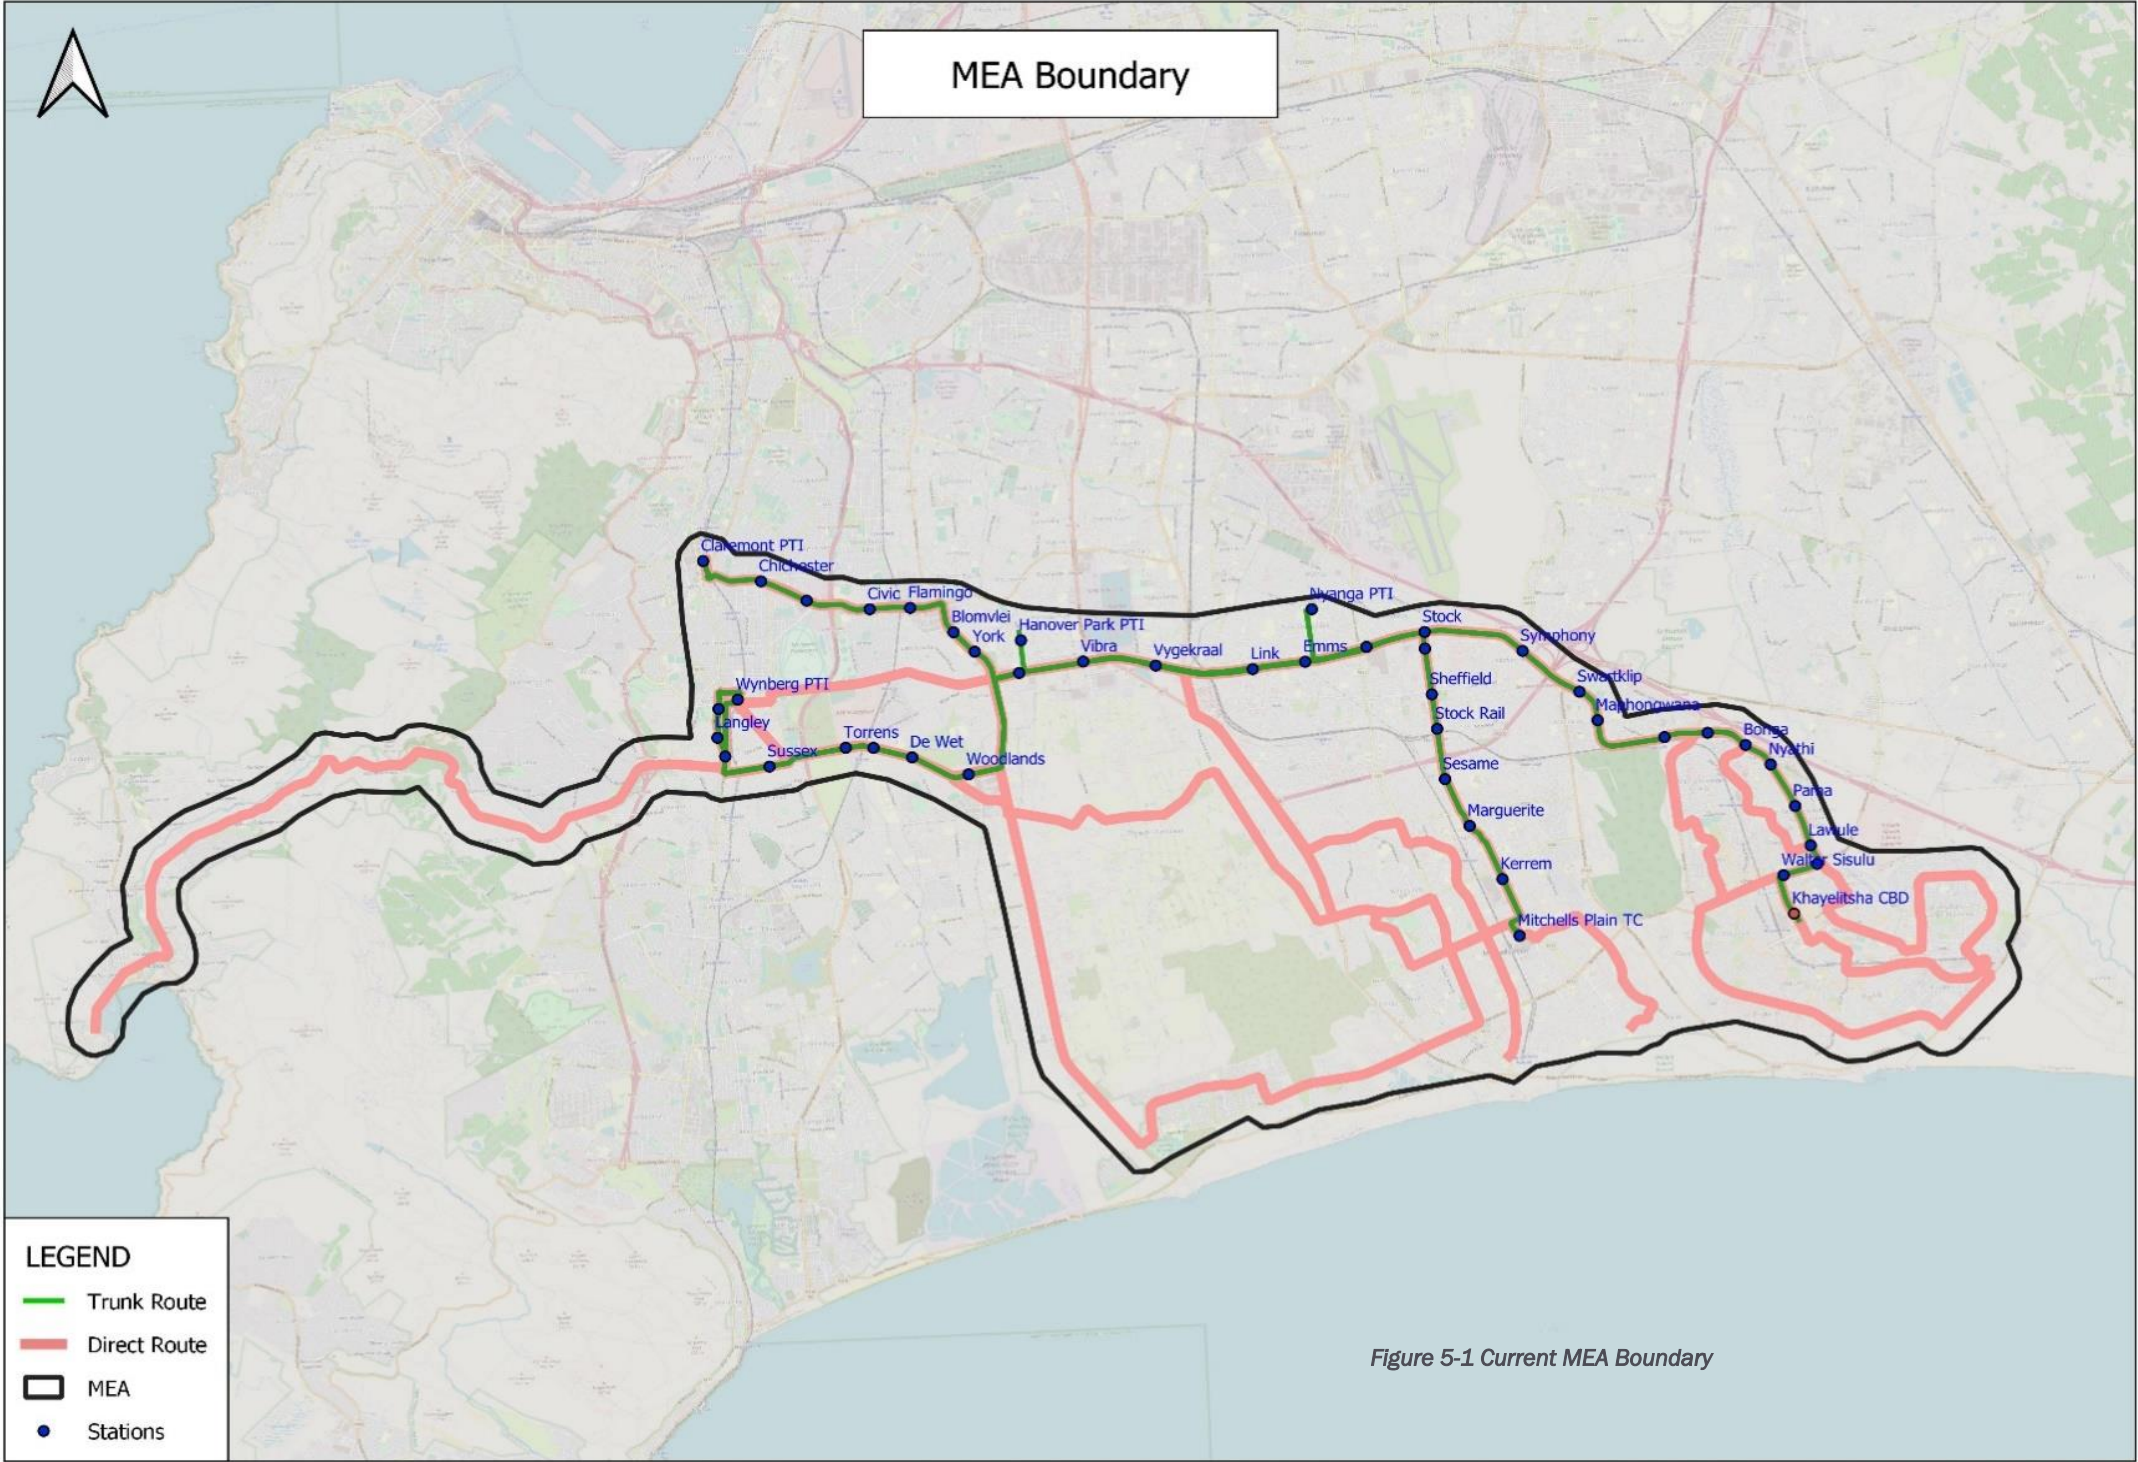 MEA Boundary
Claremont PTI
Chichester
Civic
Flamingo
Blomvlei
York
Hanover Park PTI
Vibra
Vygekraal
Link
Emms
Nyanga PTI
Stock
Symphony
Swartklip
Maphongwana
Sheffield
Stock Rail
Sesame
Marguerite
Kerrem
Mitchells Plain TC
Wynberg PTI
Langley
Sussex
Torrens
De Wet
Woodlands
Bonga
Nyathi
Pama
Lawule
Walter Sisulu
Khayelitsha CBD
LEGEND
Trunk Route
Direct Route
MEA
Stations
Figure 5-1 Current MEA Boundary